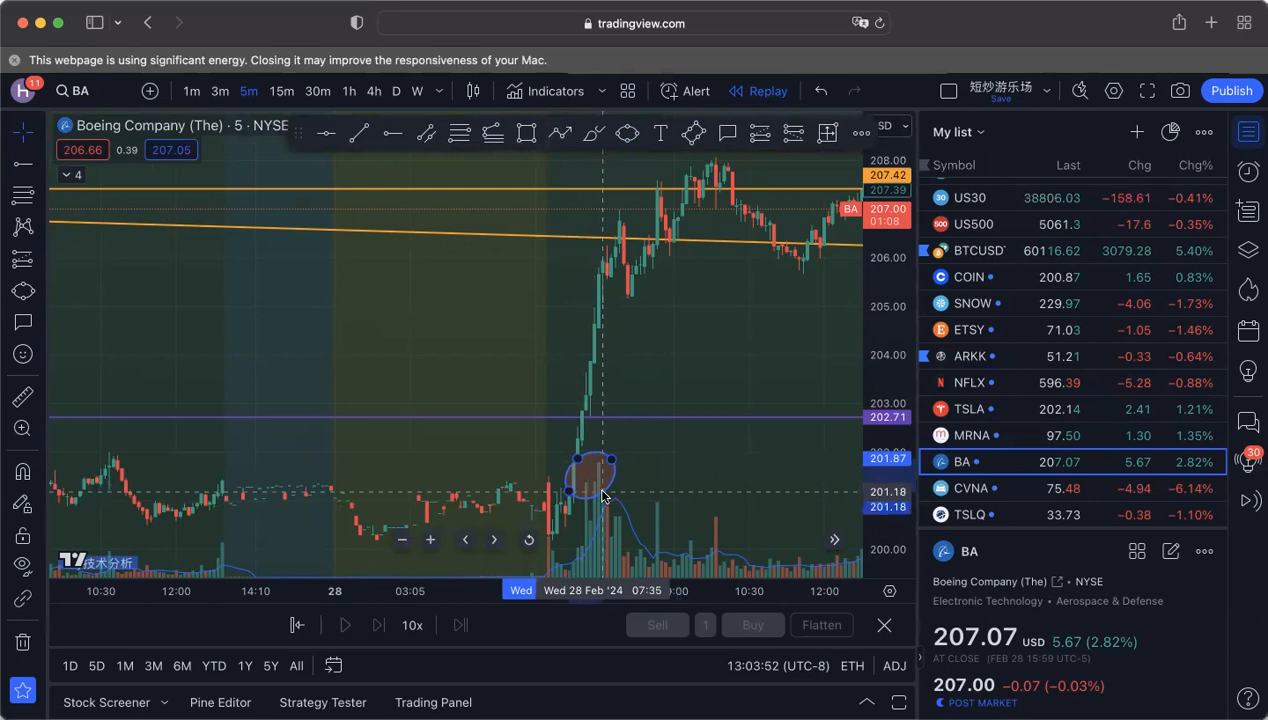 tradingview.com
This webpage is using significant energy. Closing it may improve the responsiveness of your Mac.
h 11 BA 1m 3m 5m 15m 30m 1h 4h D W Indicators Alert Replay 短炒游乐场 Save Publish
Boeing Company (The) · 5 · NYSE
206.66 0.39 207.05
4
208.00
207.42
207.39
BA 207.00
01:08
206.00
205.00
204.00
203.00
202.71
201.87
201.18
201.18
200.00
技术分析
10:30 12:00 14:10 28 03:05 Wed Wed 28 Feb '24 07:35 10:30 12:00
10x Sell 1 Buy Flatten
1D 5D 1M 3M 6M YTD 1Y 5Y All 13:03:52 (UTC-8) ETH ADJ
Stock Screener Pine Editor Strategy Tester Trading Panel
My list
Symbol Last Chg Chg%
30 US30 38806.03 −158.61 −0.41%
500 US500 5061.3 −17.6 −0.35%
BTCUSD 60116.62 3079.28 5.40%
COIN 200.87 1.65 0.83%
SNOW 229.97 −4.06 −1.73%
ETSY 71.03 −1.05 −1.46%
ARKK 51.21 −0.33 −0.64%
NFLX 596.39 −5.28 −0.88%
TSLA 202.14 2.41 1.21%
MRNA 97.50 1.30 1.35%
BA 207.07 5.67 2.82%
CVNA 75.48 −4.94 −6.14%
TSLQ 33.73 −0.38 −1.10%
BA
Boeing Company (The) • NYSE
Electronic Technology • Aerospace & Defense
207.07 USD 5.67 (2.82%)
AT CLOSE (FEB 28 15:59 UTC-5)
207.00 −0.07 (−0.03%)
POST MARKET
30